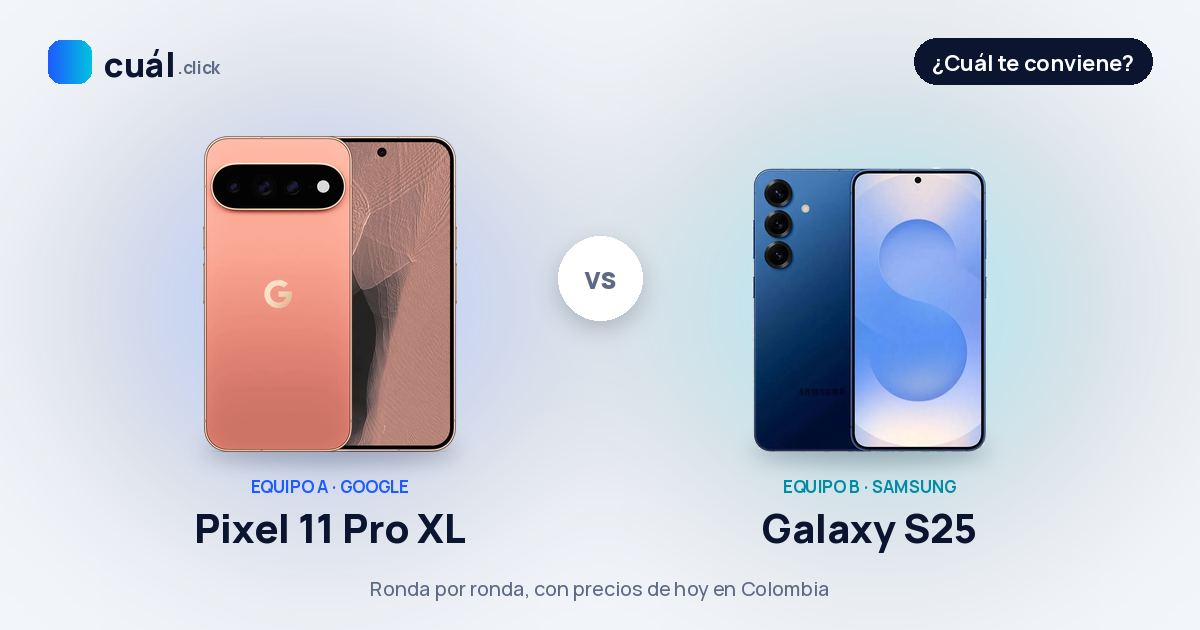 cuál.click
¿Cuál te conviene?
G
SAMSUNG
vs
EQUIPO A · GOOGLE
Pixel 11 Pro XL
EQUIPO B · SAMSUNG
Galaxy S25
Ronda por ronda, con precios de hoy en Colombia